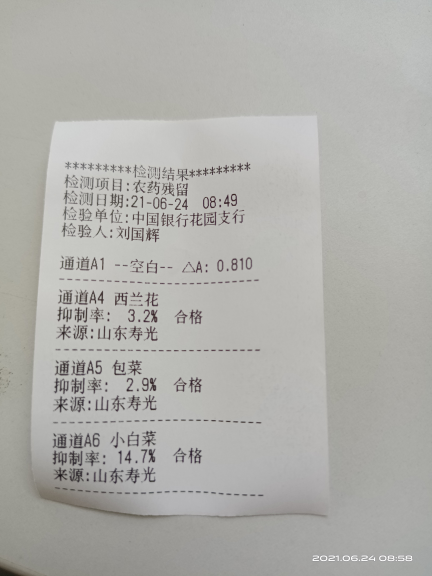 *********检测结果*********
检测项目:农药残留
检测日期:21-06-24 08:49
检验单位:中国银行花园支行
检验人:刘国辉
通道A1 --空白-- △A: 0.810
通道A4 西兰花
抑制率: 3.2% 合格
来源:山东寿光
通道A5 包菜
抑制率: 2.9% 合格
来源:山东寿光
通道A6 小白菜
抑制率: 14.7% 合格
来源:山东寿光
2021.06.24 08:58